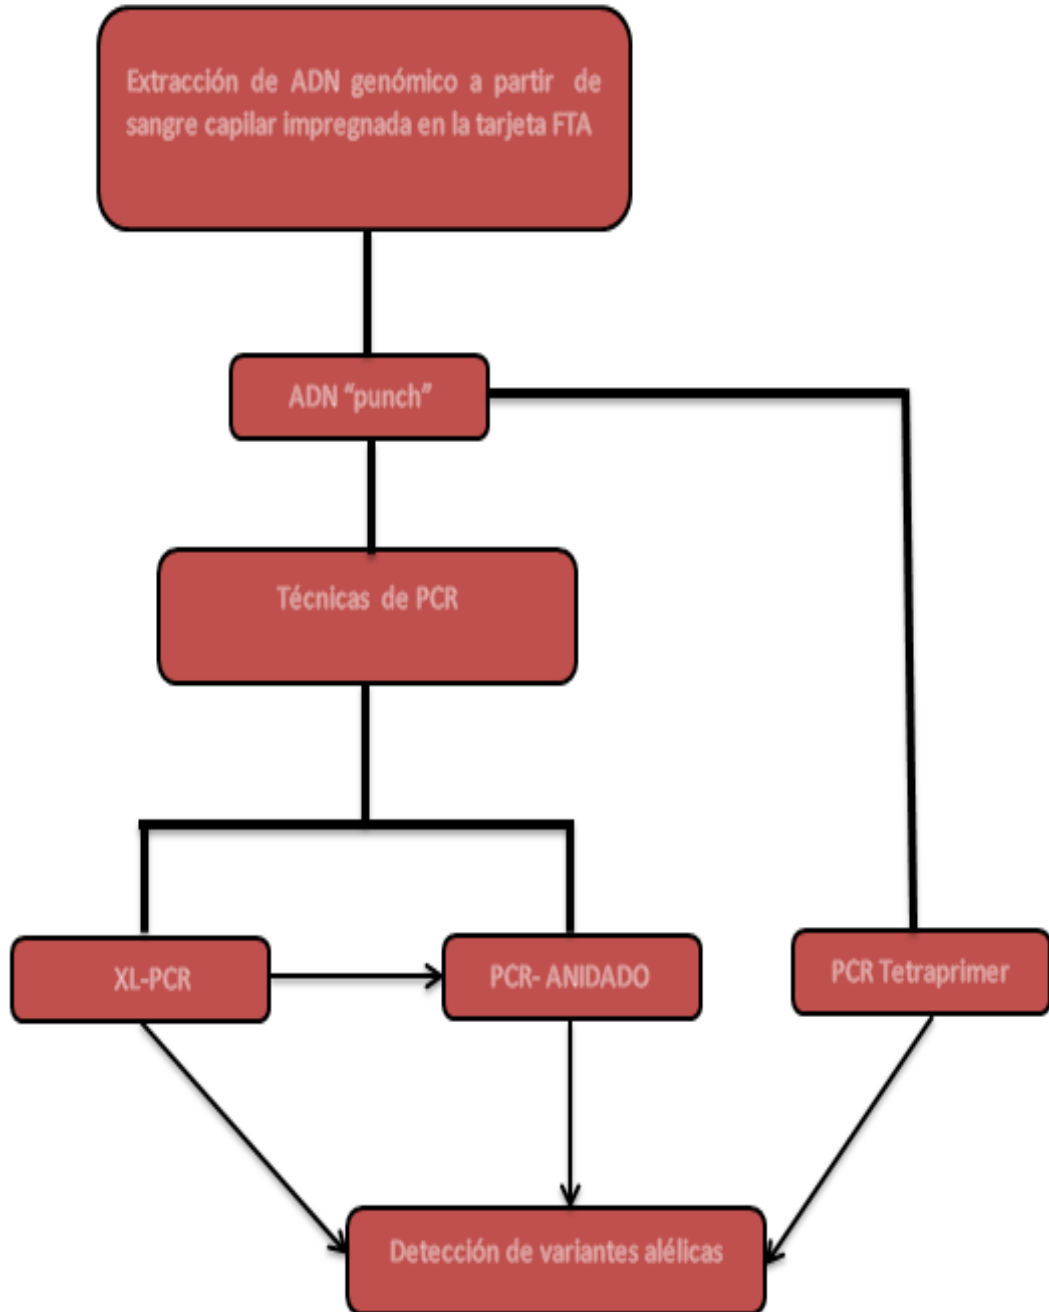 Extracción de ADN genómico a partir de
sangre capilar impregnada en la tarjeta FTA
ADN “punch”
Técnicas de PCR
XL-PCR
PCR- ANIDADO
PCR Tetraprimer
Detección de variantes alélicas